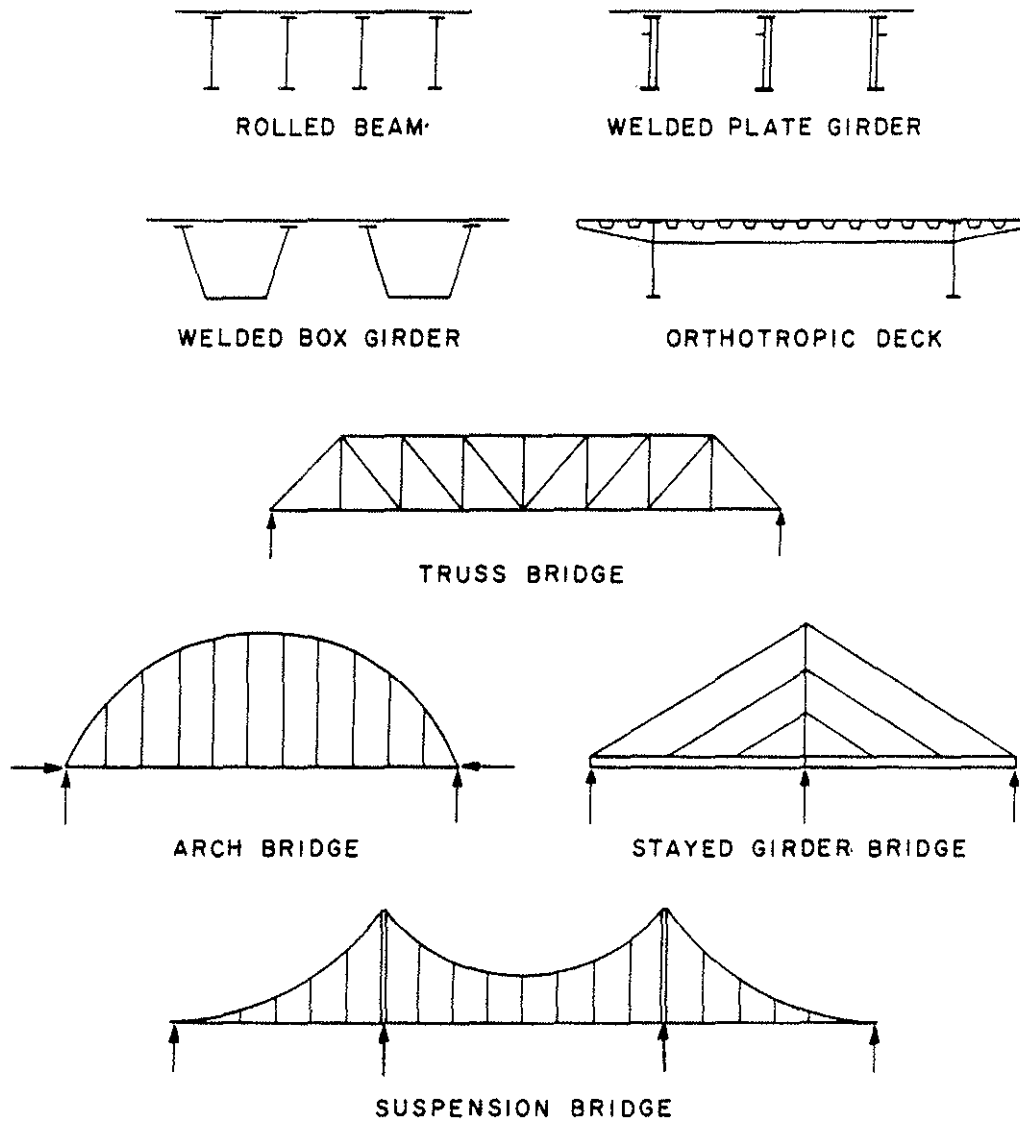 ROLLED BEAM
WELDED PLATE GIRDER
WELDED BOX GIRDER
ORTHOTROPIC DECK
TRUSS BRIDGE
ARCH BRIDGE
STAYED GIRDER BRIDGE
SUSPENSION BRIDGE